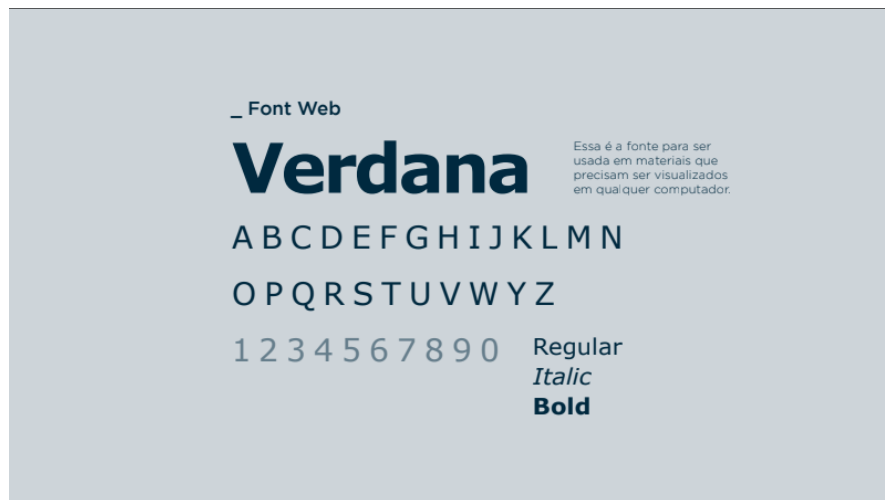 _ Font Web
Verdana
Essa é a fonte para ser
usada em materiais que
precisam ser visualizados
em qualquer computador.
A B C D E F G H I J K L M N
O P Q R S T U V W Y Z
1 2 3 4 5 6 7 8 9 0
Regular
Italic
Bold